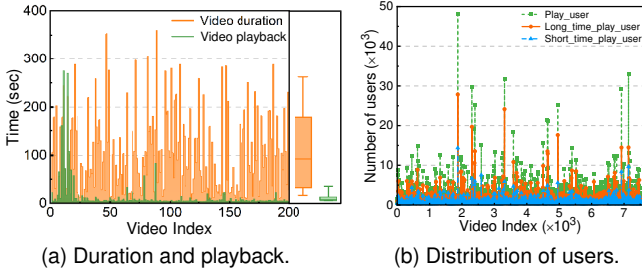 Video duration
Video playback
Time (sec)
400
300
200
100
0
0
50
100
150
200
Video Index
(a) Duration and playback.
Play_user
Long_time_play_user
Short_time_play_user
Number of users (×10³)
50
40
30
20
10
0
0
1
2
3
4
5
6
7
Video Index (×10³)
(b) Distribution of users.